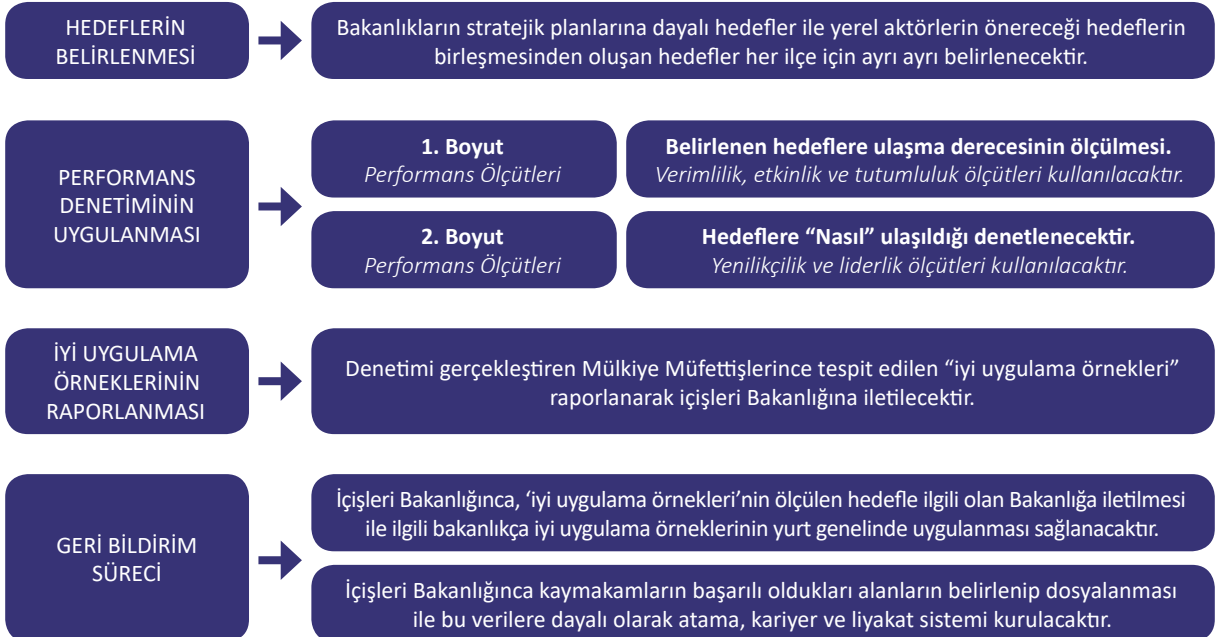 HEDEFLERİN
BELİRLENMESİ
Bakanlıkların stratejik planlarına dayalı hedefler ile yerel aktörlerin önereceği hedeflerin
birleşmesinden oluşan hedefler her ilçe için ayrı ayrı belirlenecektir.
PERFORMANS
DENETİMİNİN
UYGULANMASI
1. Boyut
Performans Ölçütleri
Belirlenen hedeflere ulaşma derecesinin ölçülmesi.
Verimlilik, etkinlik ve tutumluluk ölçütleri kullanılacaktır.
2. Boyut
Performans Ölçütleri
Hedeflere “Nasıl” ulaşıldığı denetlenecektir.
Yenilikçilik ve liderlik ölçütleri kullanılacaktır.
İYİ UYGULAMA
ÖRNEKLERİNİN
RAPORLANMASI
Denetimi gerçekleştiren Mülkiye Müfettişlerince tespit edilen “iyi uygulama örnekleri”
raporlanarak içişleri Bakanlığına iletilecektir.
GERİ BİLDİRİM
SÜRECİ
İçişleri Bakanlığınca, ‘iyi uygulama örnekleri’nin ölçülen hedefle ilgili olan Bakanlığa iletilmesi
ile ilgili bakanlıkça iyi uygulama örneklerinin yurt genelinde uygulanması sağlanacaktır.
İçişleri Bakanlığınca kaymakamların başarılı oldukları alanların belirlenip dosyalanması
ile bu verilere dayalı olarak atama, kariyer ve liyakat sistemi kurulacaktır.